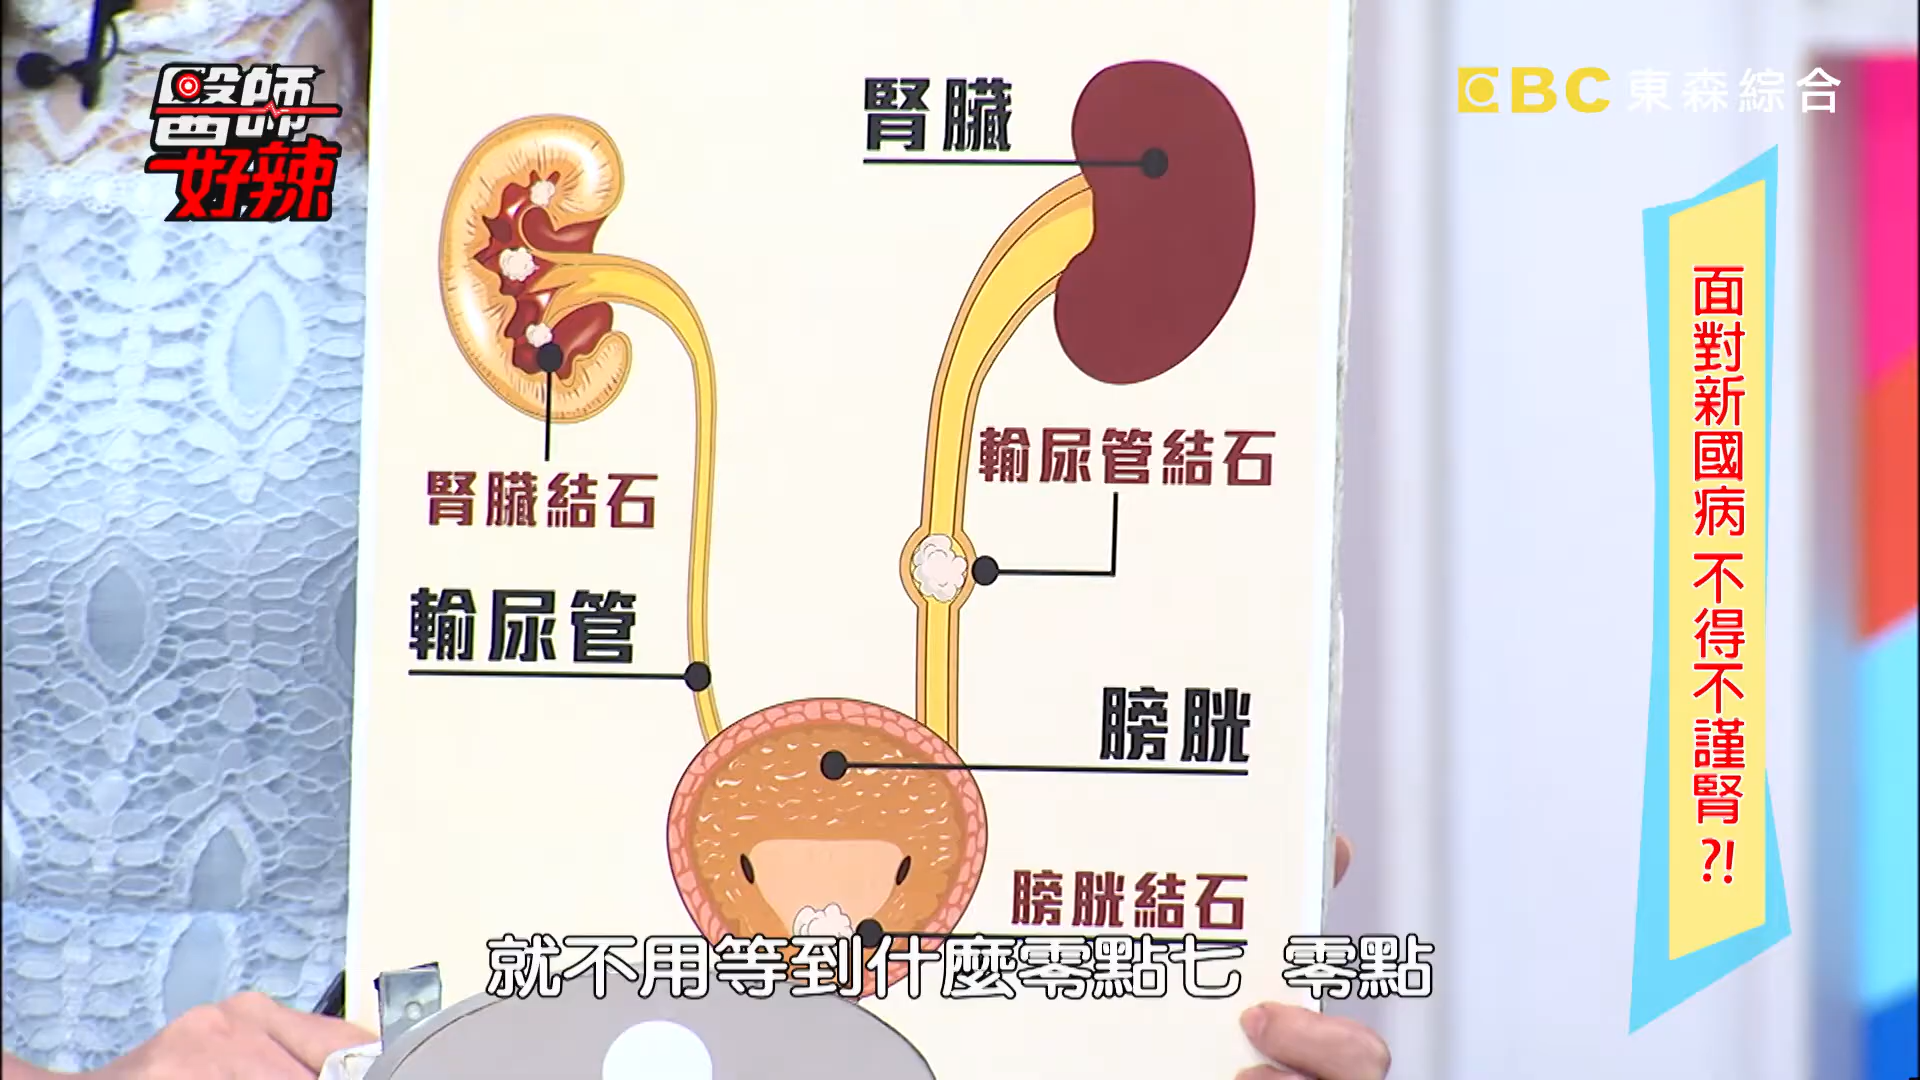 醫師
好辣
EBC 東森綜合
腎臟
腎臟結石
輸尿管結石
輸尿管
膀胱
膀胱結石
面對新國病 不得不謹腎?!
就不用等到什麼零點七 零點